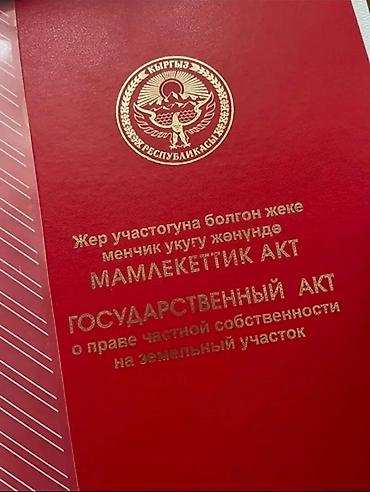 КЫРГЫЗ
РЕСПУБЛИКАСЫ
Жер участогуна болгон жеке
менчик укугу жөнүндө
МАМЛЕКЕТТИК АКТ
ГОСУДАРСТВЕННЫЙ АКТ
о праве частной собственности
на земельный участок